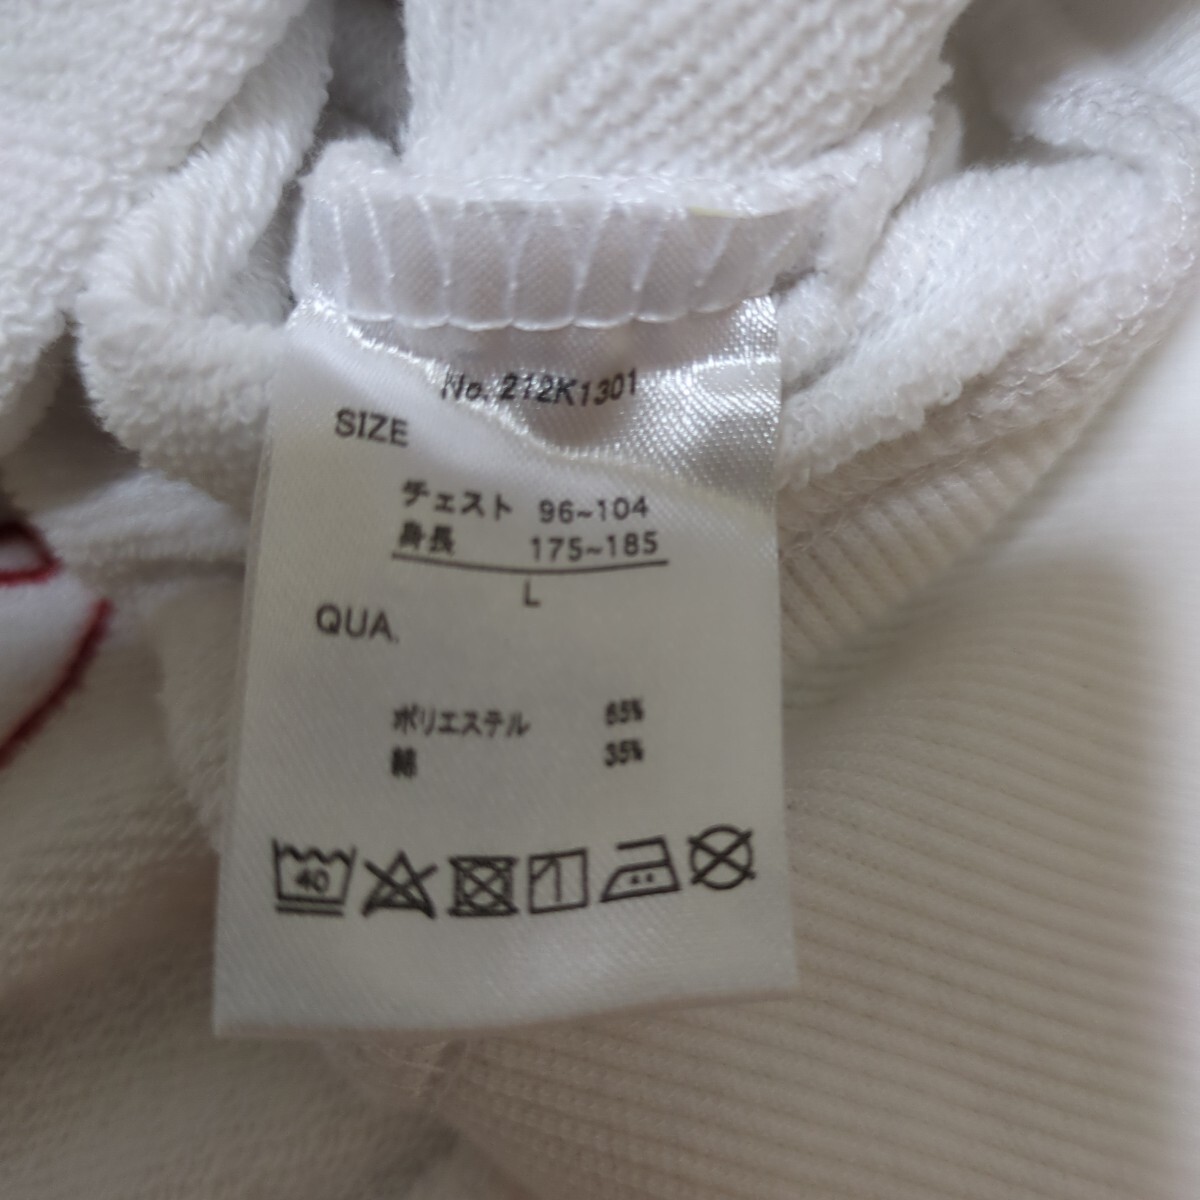 No. 212K1301
SIZE
チェスト 96~104
身長 175~185
L
QUA.
ポリエステル 65%
綿 35%
40